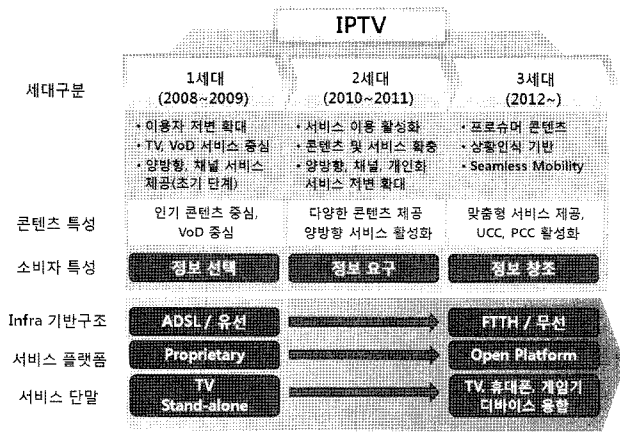 IPTV
세대구분
1세대
(2008~2009)
2세대
(2010~2011)
3세대
(2012~)
• 이용자 저변 확대
• TV, VoD 서비스 중심
• 양방향, 채널 서비스
제공(초기 단계)
• 서비스 이용 활성화
• 콘텐츠 및 서비스 확충
• 양방향, 채널, 개인화
서비스 저변 확대
• 프로슈머 콘텐츠
• 상황인식 기반
• Seamless Mobility
콘텐츠 특성
인기 콘텐츠 중심,
VoD 중심
다양한 콘텐츠 제공
양방향 서비스 활성화
맞춤형 서비스 제공,
UCC, PCC 활성화
소비자 특성
정보 선택
정보 요구
정보 창조
Infra 기반구조
ADSL / 유선
FTTH / 무선
서비스 플랫폼
Proprietary
Open Platform
서비스 단말
TV
Stand-alone
TV, 휴대폰, 게임기
디바이스 융합